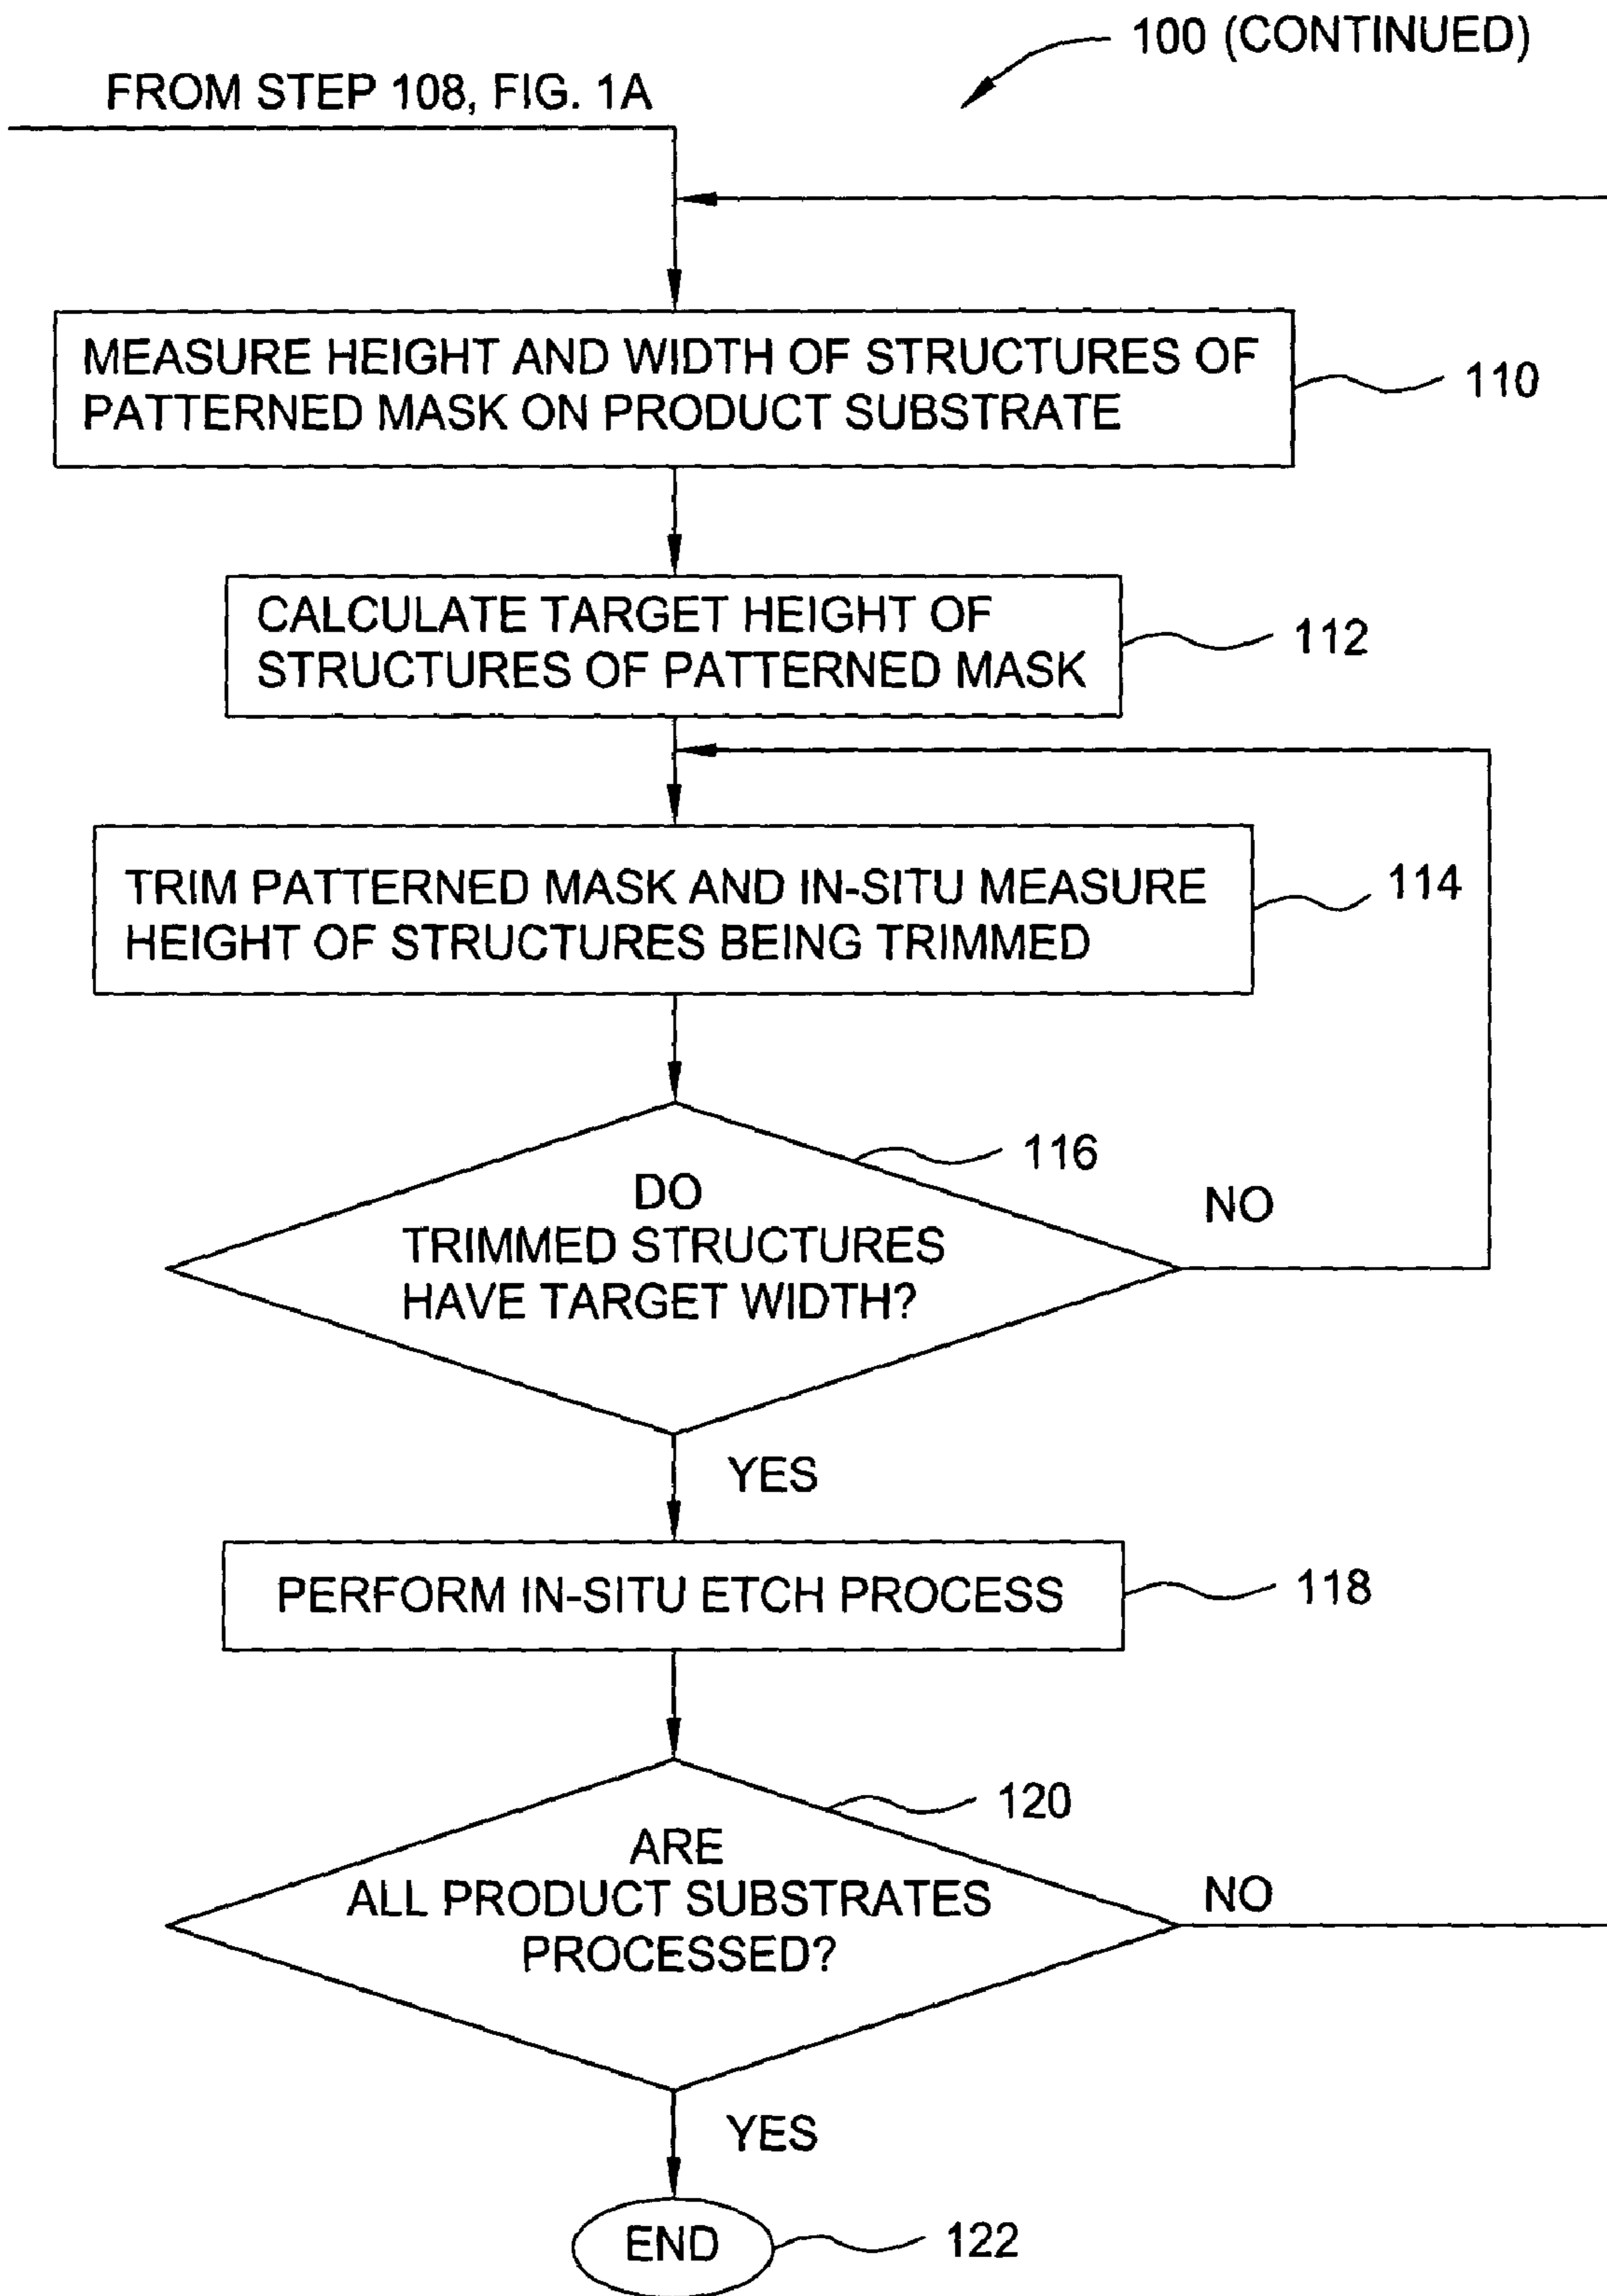 100 (CONTINUED)
FROM STEP 108, FIG. 1A
MEASURE HEIGHT AND WIDTH OF STRUCTURES OF
PATTERNED MASK ON PRODUCT SUBSTRATE
110
CALCULATE TARGET HEIGHT OF
STRUCTURES OF PATTERNED MASK
112
TRIM PATTERNED MASK AND IN-SITU MEASURE
HEIGHT OF STRUCTURES BEING TRIMMED
114
116
DO
TRIMMED STRUCTURES
HAVE TARGET WIDTH?
NO
YES
PERFORM IN-SITU ETCH PROCESS
118
120
ARE
ALL PRODUCT SUBSTRATES
PROCESSED?
NO
YES
END
122